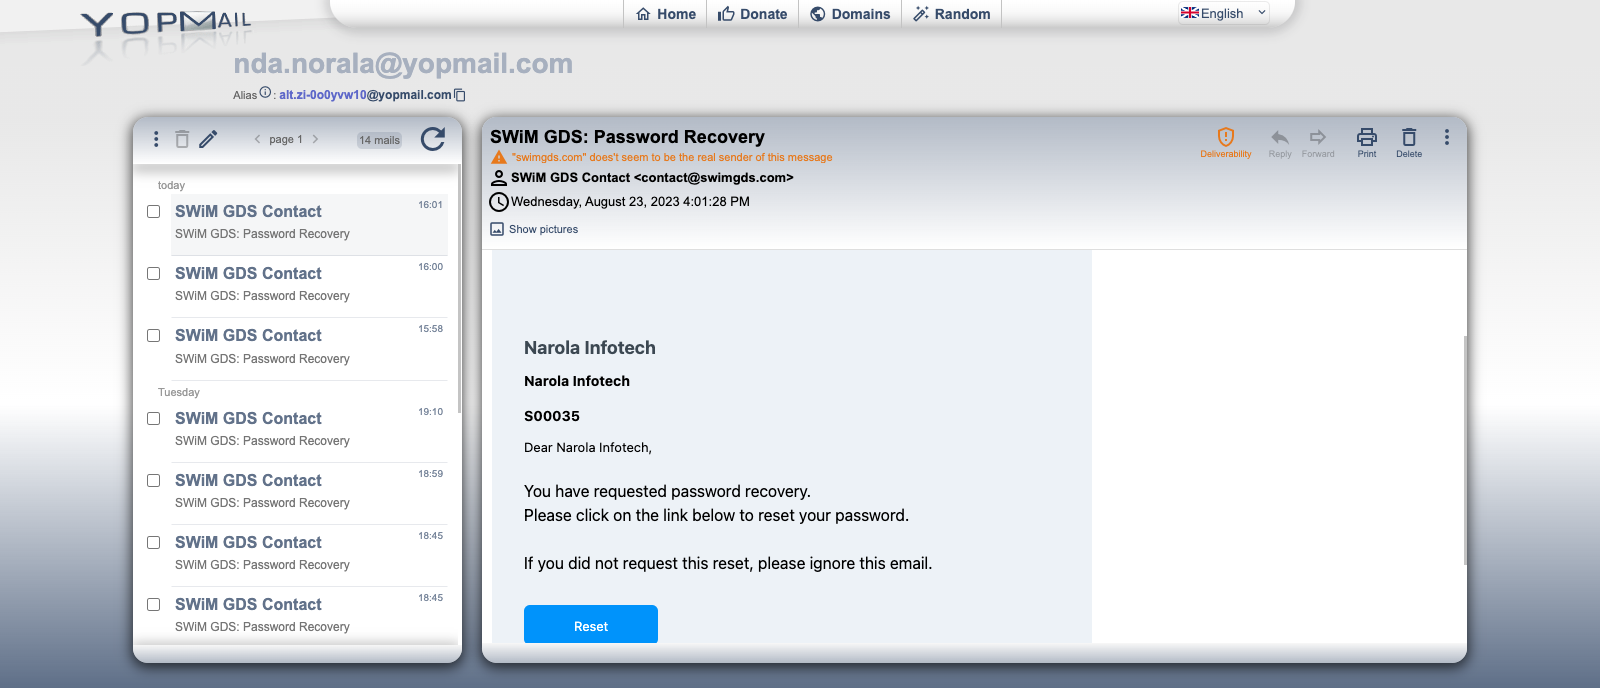 YOPMAIL
Home
Donate
Domains
Random
English
nda.norala@yopmail.com
Alias : alt.zi-0o0yvw10@yopmail.com
page 1
14 mails
today
SWiM GDS Contact 16:01
SWiM GDS: Password Recovery
SWiM GDS Contact 16:00
SWiM GDS: Password Recovery
SWiM GDS Contact 15:58
SWiM GDS: Password Recovery
Tuesday
SWiM GDS Contact 19:10
SWiM GDS: Password Recovery
SWiM GDS Contact 18:59
SWiM GDS: Password Recovery
SWiM GDS Contact 18:45
SWiM GDS: Password Recovery
SWiM GDS Contact 18:45
SWiM GDS: Password Recovery
SWiM GDS: Password Recovery
"swimgds.com" does't seem to be the real sender of this message
SWiM GDS Contact <contact@swimgds.com>
Wednesday, August 23, 2023 4:01:28 PM
Show pictures
Deliverability
Reply
Forward
Print
Delete
Narola Infotech
Narola Infotech
S00035
Dear Narola Infotech,
You have requested password recovery.
Please click on the link below to reset your password.
If you did not request this reset, please ignore this email.
Reset